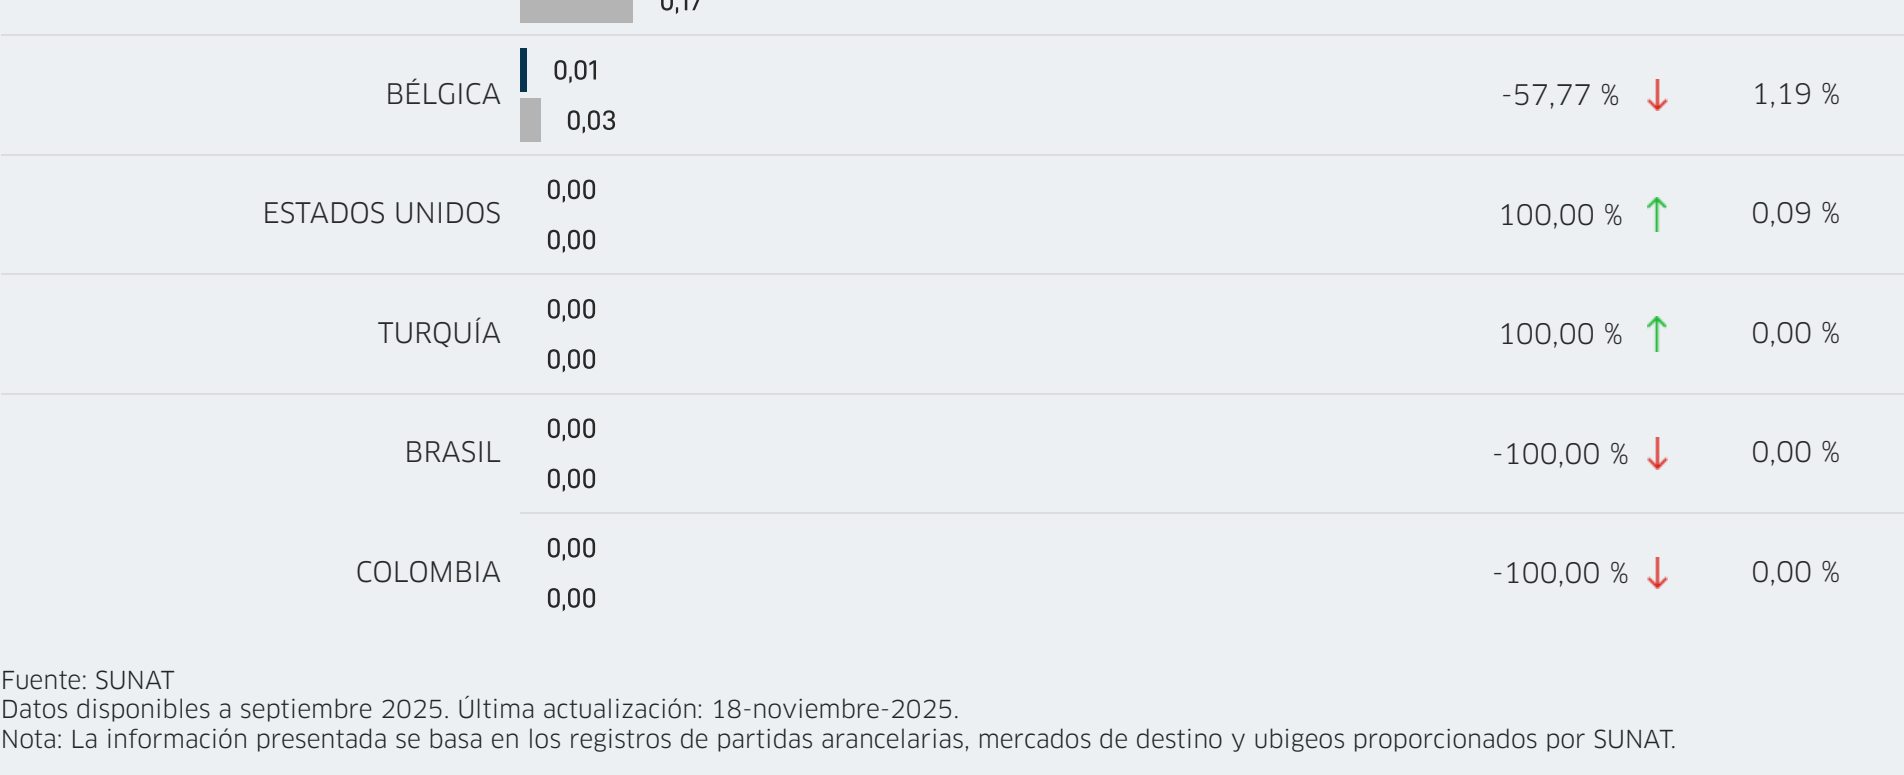 0,17
BÉLGICA
0,01
0,03
-57,77 %
1,19 %
ESTADOS UNIDOS
0,00
0,00
100,00 %
0,09 %
TURQUÍA
0,00
0,00
100,00 %
0,00 %
BRASIL
0,00
0,00
-100,00 %
0,00 %
COLOMBIA
0,00
0,00
-100,00 %
0,00 %
Fuente: SUNAT
Datos disponibles a septiembre 2025. Última actualización: 18-noviembre-2025.
Nota: La información presentada se basa en los registros de partidas arancelarias, mercados de destino y ubigeos proporcionados por SUNAT.